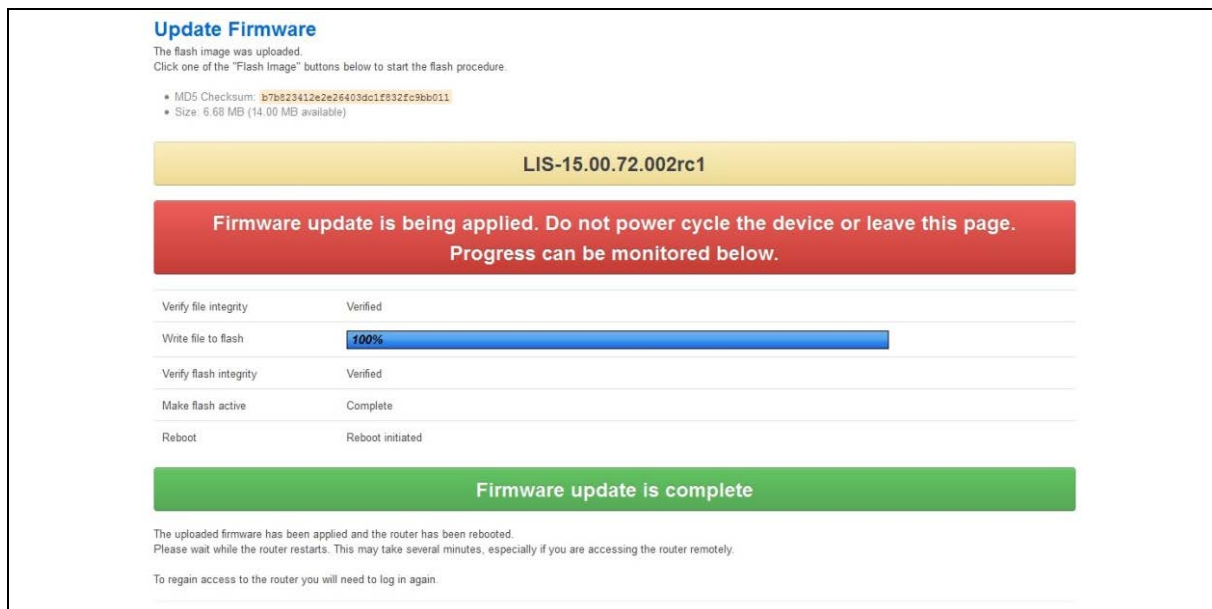 Update Firmware
The flash image was uploaded.
Click one of the "Flash Image" buttons below to start the flash procedure.
• MD5 Checksum: b7b823412e2e26403dc1f832fc9bb011
• Size: 6.68 MB (14.00 MB available)
LIS-15.00.72.002rc1
Firmware update is being applied. Do not power cycle the device or leave this page.
Progress can be monitored below.
Verify file integrity Verified
Write file to flash 100%
Verify flash integrity Verified
Make flash active Complete
Reboot Reboot initiated
Firmware update is complete
The uploaded firmware has been applied and the router has been rebooted.
Please wait while the router restarts. This may take several minutes, especially if you are accessing the router remotely.
To regain access to the router you will need to log in again.